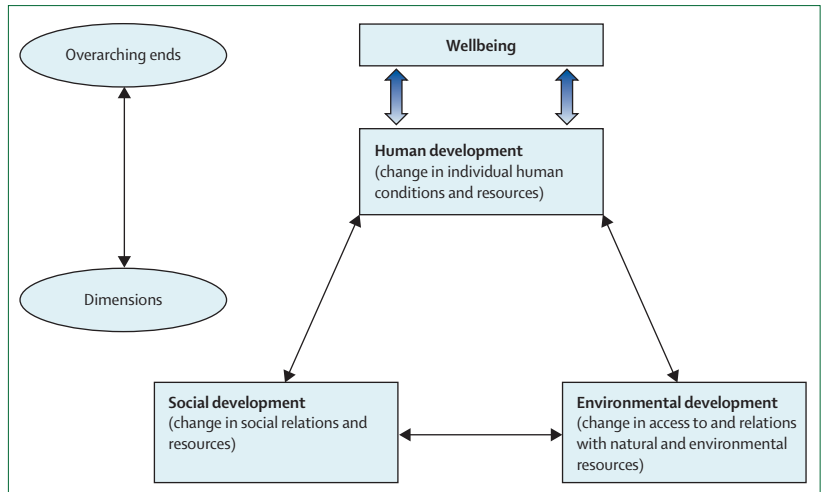 Overarching ends
Wellbeing
Human development
(change in individual human
conditions and resources)
Dimensions
Social development
(change in social relations and
resources)
Environmental development
(change in access to and relations
with natural and environmental
resources)